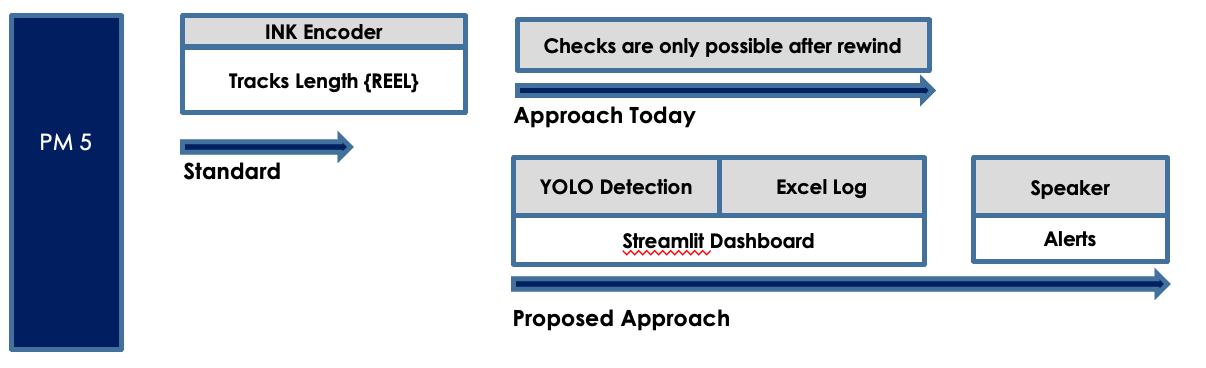 PM 5
INK Encoder
Tracks Length {REEL}
Standard
Checks are only possible after rewind
Approach Today
YOLO Detection
Excel Log
Streamlit Dashboard
Speaker
Alerts
Proposed Approach